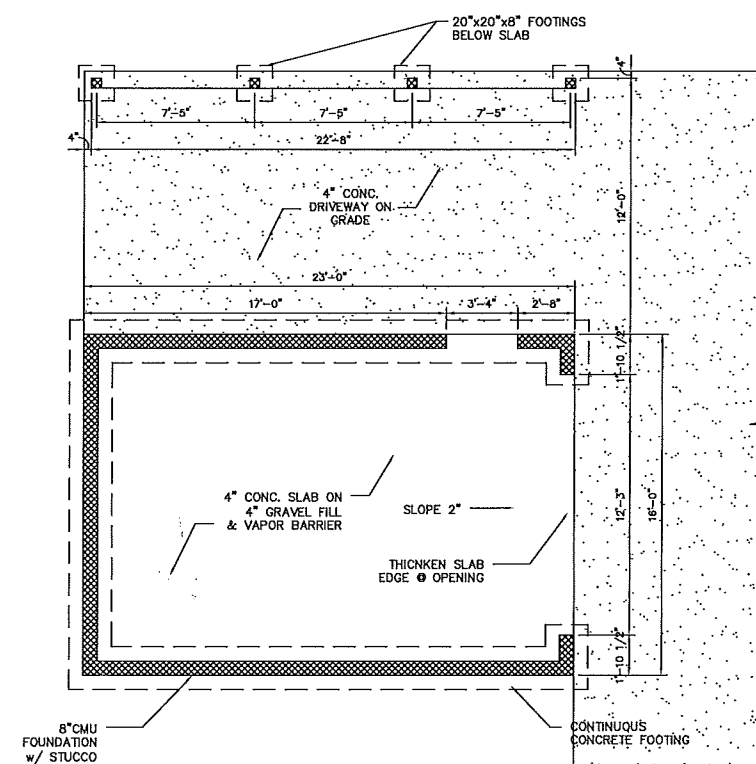 20"x20"x8" FOOTINGS
BELOW SLAB
4"
7'-5"
7'-5"
7'-5"
4"
22'-8"
4" CONC.
DRIVEWAY ON
GRADE
12'-0"
23'-0"
17'-0"
3'-4"
2'-8"
1'-10 1/2"
4" CONC. SLAB ON
4" GRAVEL FILL
& VAPOR BARRIER
SLOPE 2"
12'-3"
16'-0"
THICNKEN SLAB
EDGE @ OPENING
1'-10 1/2"
8"CMU
FOUNDATION
w/ STUCCO
CONTINUOUS
CONCRETE FOOTING